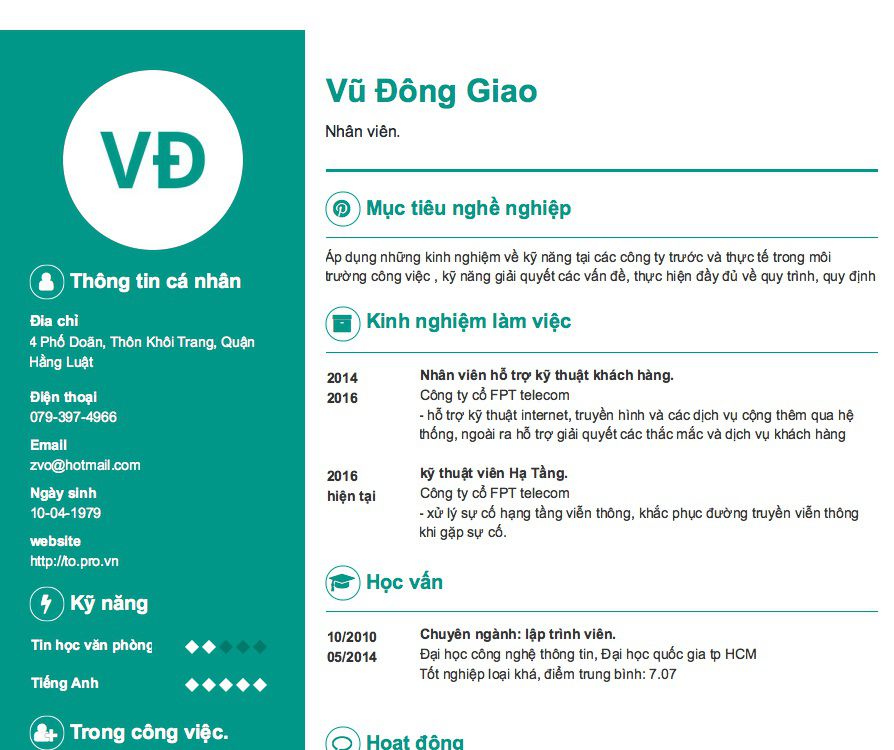 VĐ
Thông tin cá nhân
Đia chỉ
4 Phố Doãn, Thôn Khôi Trang, Quận
Hằng Luật
Điện thoại
079-397-4966
Email
zvo@hotmail.com
Ngày sinh
10-04-1979
website
http://to.pro.vn
Kỹ năng
Tin học văn phòng
Tiếng Anh
Trong công việc.
Vũ Đông Giao
Nhân viên.
Mục tiêu nghề nghiệp
Áp dụng những kinh nghiệm về kỹ năng tại các công ty trước và thực tế trong môi
trường công việc , kỹ năng giải quyết các vấn đề, thực hiện đầy đủ về quy trình, quy định
Kinh nghiệm làm việc
2014
2016
Nhân viên hỗ trợ kỹ thuật khách hàng.
Công ty cổ FPT telecom
- hỗ trợ kỹ thuật internet, truyền hình và các dịch vụ cộng thêm qua hệ
thống, ngoài ra hỗ trợ giải quyết các thắc mắc và dịch vụ khách hàng
2016
hiện tại
kỹ thuật viên Hạ Tầng.
Công ty cổ FPT telecom
- xử lý sự cố hạng tầng viễn thông, khắc phục đường truyền viễn thông
khi gặp sự cố.
Học vấn
10/2010
05/2014
Chuyên ngành: lập trình viên.
Đại học công nghệ thông tin, Đại học quốc gia tp HCM
Tốt nghiệp loại khá, điểm trung bình: 7.07
Hoạt động